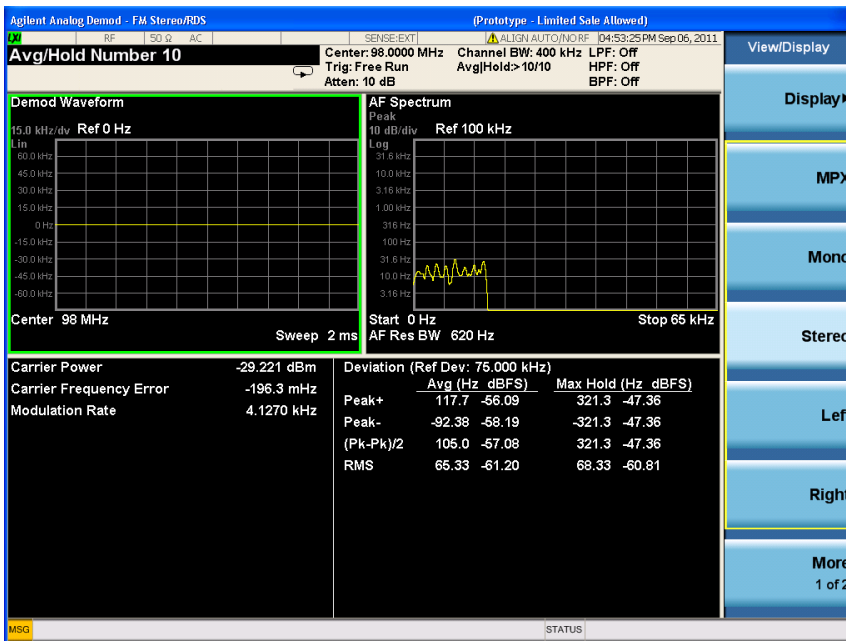 Agilent Analog Demod - FM Stereo/RDS (Prototype - Limited Sale Allowed)
LXI RF 50 Ω AC SENSE:EXT ALIGN AUTO/NO RF 04:53:25 PM Sep 06, 2011
Avg/Hold Number 10
Center: 98.0000 MHz Channel BW: 400 kHz LPF: Off
Trig: Free Run Avg|Hold:>10/10 HPF: Off
Atten: 10 dB BPF: Off
Demod Waveform
15.0 kHz/dv Ref 0 Hz
Lin
60.0 kHz
45.0 kHz
30.0 kHz
15.0 kHz
0 Hz
-15.0 kHz
-30.0 kHz
-45.0 kHz
-60.0 kHz
Center 98 MHz
Sweep 2 ms
AF Spectrum
Peak
10 dB/div Ref 100 kHz
Log
31.6 kHz
10.0 kHz
3.16 kHz
1.00 kHz
316 Hz
100 Hz
31.6 Hz
10.0 Hz
3.16 Hz
Start 0 Hz Stop 65 kHz
AF Res BW 620 Hz
Carrier Power -29.221 dBm
Carrier Frequency Error -196.3 mHz
Modulation Rate 4.1270 kHz
Deviation (Ref Dev: 75.000 kHz)
Avg (Hz dBFS) Max Hold (Hz dBFS)
Peak+ 117.7 -56.09 321.3 -47.36
Peak- -92.38 -58.19 -321.3 -47.36
(Pk-Pk)/2 105.0 -57.08 321.3 -47.36
RMS 65.33 -61.20 68.33 -60.81
View/Display
Display
MPX
Mono
Stereo
Lef
Righ
More
1 of 2
MSG STATUS